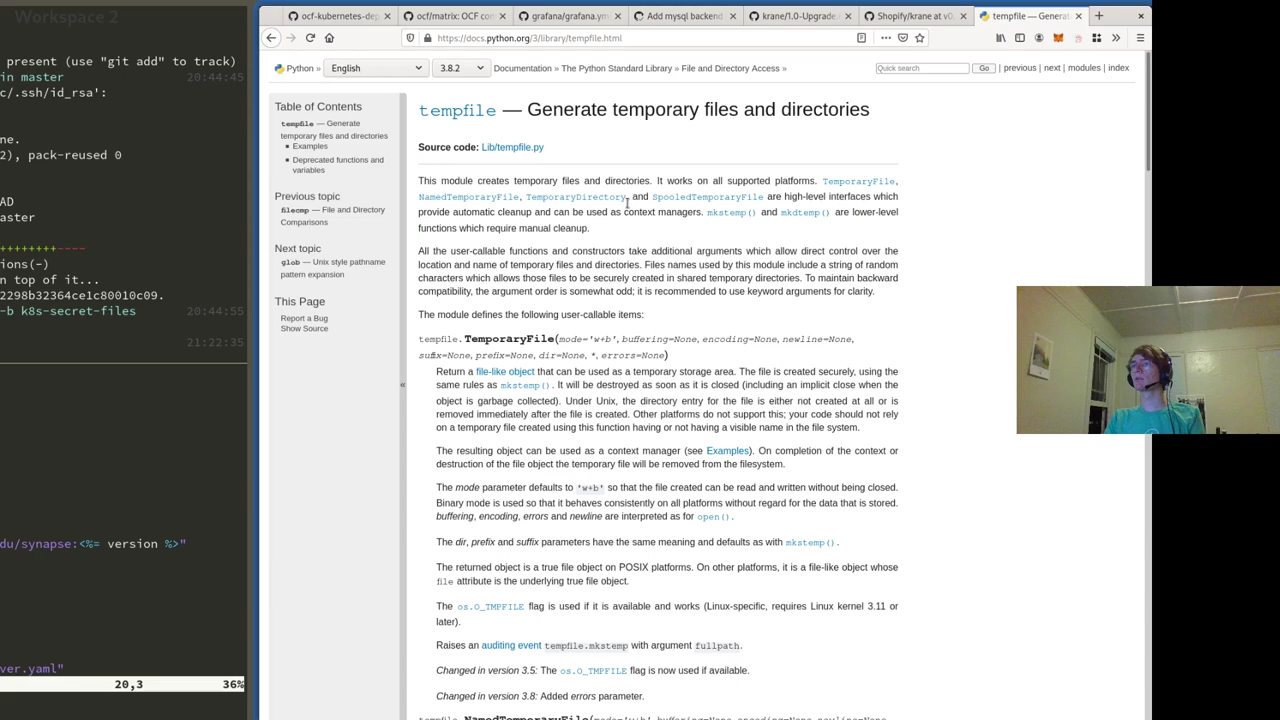 Workspace 2
present (use "git add" to track)
in master 20:44:45
c/.ssh/id_rsa':
ne.
2), pack-reused 0
AD
master
++++++++----
ions(-)
n top of it...
2298b32364ce1c80010c09.
-b k8s-secret-files 20:44:55
21:22:35
du/synapse:<%= version %>"
ver.yaml"
20,3 36%
ocf-kubernetes-dep
ocf/matrix: OCF con
grafana/grafana.ym
Add mysql backend
krane/1.0-Upgrade.
Shopify/krane at v0.
tempfile — Generat
https://docs.python.org/3/library/tempfile.html
Python » English 3.8.2 Documentation » The Python Standard Library » File and Directory Access »
Quick search Go | previous | next | modules | index
Table of Contents
tempfile — Generate
temporary files and directories
Examples
Deprecated functions and
variables
Previous topic
filecmp — File and Directory
Comparisons
Next topic
glob — Unix style pathname
pattern expansion
This Page
Report a Bug
Show Source
«
tempfile — Generate temporary files and directories
Source code: Lib/tempfile.py
This module creates temporary files and directories. It works on all supported platforms. TemporaryFile,
NamedTemporaryFile, TemporaryDirectory, and SpooledTemporaryFile are high-level interfaces which
provide automatic cleanup and can be used as context managers. mkstemp() and mkdtemp() are lower-level
functions which require manual cleanup.
All the user-callable functions and constructors take additional arguments which allow direct control over the
location and name of temporary files and directories. Files names used by this module include a string of random
characters which allows those files to be securely created in shared temporary directories. To maintain backward
compatibility, the argument order is somewhat odd; it is recommended to use keyword arguments for clarity.
The module defines the following user-callable items:
tempfile.TemporaryFile(mode='w+b', buffering=None, encoding=None, newline=None,
suffix=None, prefix=None, dir=None, *, errors=None)
Return a file-like object that can be used as a temporary storage area. The file is created securely, using the
same rules as mkstemp(). It will be destroyed as soon as it is closed (including an implicit close when the
object is garbage collected). Under Unix, the directory entry for the file is either not created at all or is
removed immediately after the file is created. Other platforms do not support this; your code should not rely
on a temporary file created using this function having or not having a visible name in the file system.
The resulting object can be used as a context manager (see Examples). On completion of the context or
destruction of the file object the temporary file will be removed from the filesystem.
The mode parameter defaults to 'w+b' so that the file created can be read and written without being closed.
Binary mode is used so that it behaves consistently on all platforms without regard for the data that is stored.
buffering, encoding, errors and newline are interpreted as for open().
The dir, prefix and suffix parameters have the same meaning and defaults as with mkstemp().
The returned object is a true file object on POSIX platforms. On other platforms, it is a file-like object whose
file attribute is the underlying true file object.
The os.O_TMPFILE flag is used if it is available and works (Linux-specific, requires Linux kernel 3.11 or
later).
Raises an auditing event tempfile.mkstemp with argument fullpath.
Changed in version 3.5: The os.O_TMPFILE flag is now used if available.
Changed in version 3.8: Added errors parameter.
tempfile.NamedTemporaryFile(mode='w+b', buffering=None, encoding=None, newline=None,